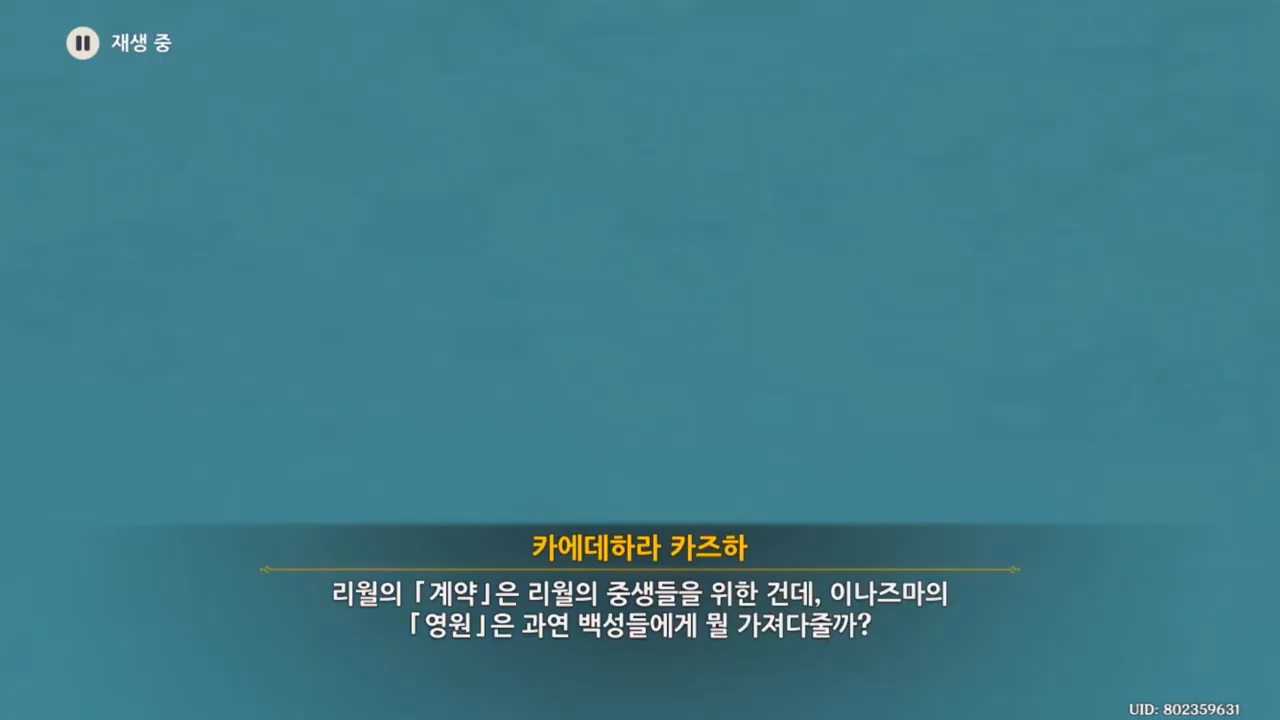 재생 중
카에데하라 카즈하
리월의 「계약」은 리월의 중생들을 위한 건데, 이나즈마의
「영원」은 과연 백성들에게 뭘 가져다줄까?
UID: 802359631